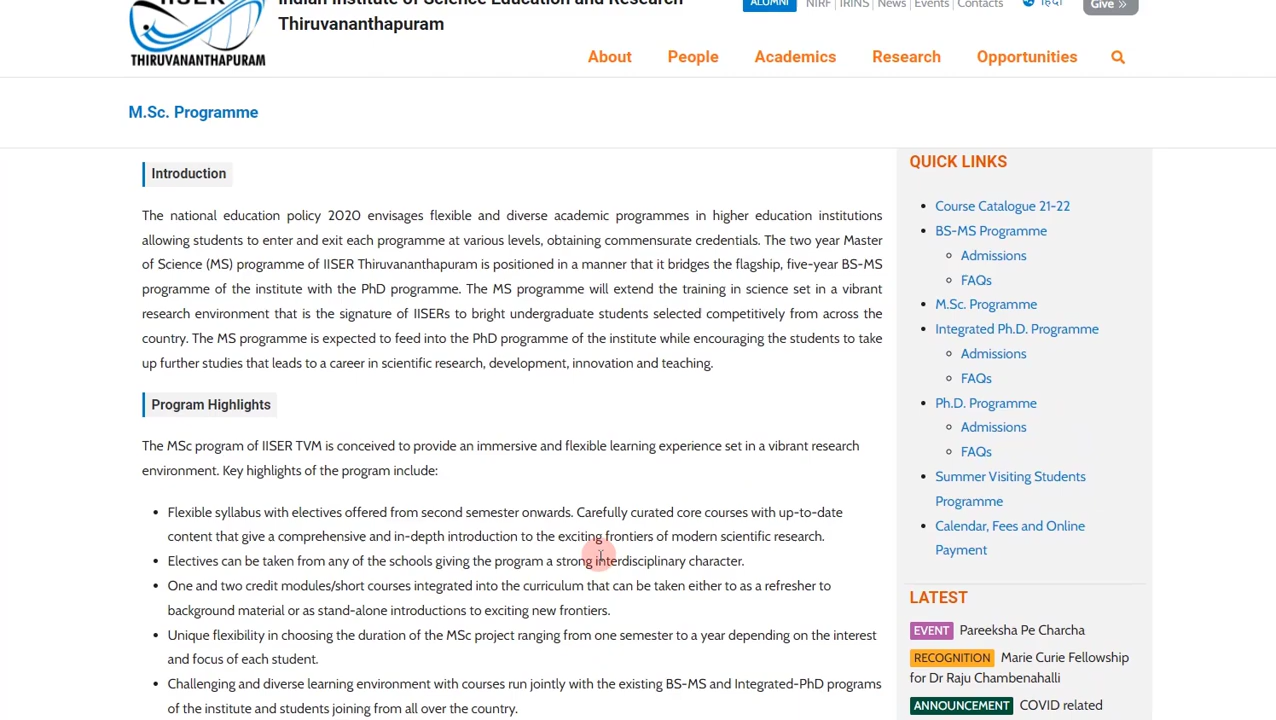 Indian Institute of Science Education and Research
Thiruvananthapuram
IISER
THIRUVANANTHAPURAM
ALUMNI NIRF | IRINS | News | Events | Contacts हिंदी Give »
About People Academics Research Opportunities
M.Sc. Programme
Introduction
The national education policy 2020 envisages flexible and diverse academic programmes in higher education institutions
allowing students to enter and exit each programme at various levels, obtaining commensurate credentials. The two year Master
of Science (MS) programme of IISER Thiruvananthapuram is positioned in a manner that it bridges the flagship, five-year BS-MS
programme of the institute with the PhD programme. The MS programme will extend the training in science set in a vibrant
research environment that is the signature of IISERs to bright undergraduate students selected competitively from across the
country. The MS programme is expected to feed into the PhD programme of the institute while encouraging the students to take
up further studies that leads to a career in scientific research, development, innovation and teaching.
Program Highlights
The MSc program of IISER TVM is conceived to provide an immersive and flexible learning experience set in a vibrant research
environment. Key highlights of the program include:
• Flexible syllabus with electives offered from second semester onwards. Carefully curated core courses with up-to-date
content that give a comprehensive and in-depth introduction to the exciting frontiers of modern scientific research.
• Electives can be taken from any of the schools giving the program a strong interdisciplinary character.
• One and two credit modules/short courses integrated into the curriculum that can be taken either to as a refresher to
background material or as stand-alone introductions to exciting new frontiers.
• Unique flexibility in choosing the duration of the MSc project ranging from one semester to a year depending on the interest
and focus of each student.
• Challenging and diverse learning environment with courses run jointly with the existing BS-MS and Integrated-PhD programs
of the institute and students joining from all over the country.
QUICK LINKS
• Course Catalogue 21-22
• BS-MS Programme
Admissions
FAQs
• M.Sc. Programme
• Integrated Ph.D. Programme
Admissions
FAQs
• Ph.D. Programme
Admissions
FAQs
• Summer Visiting Students
Programme
• Calendar, Fees and Online
Payment
LATEST
EVENT Pareeksha Pe Charcha
RECOGNITION Marie Curie Fellowship
for Dr Raju Chambenahalli
ANNOUNCEMENT COVID related